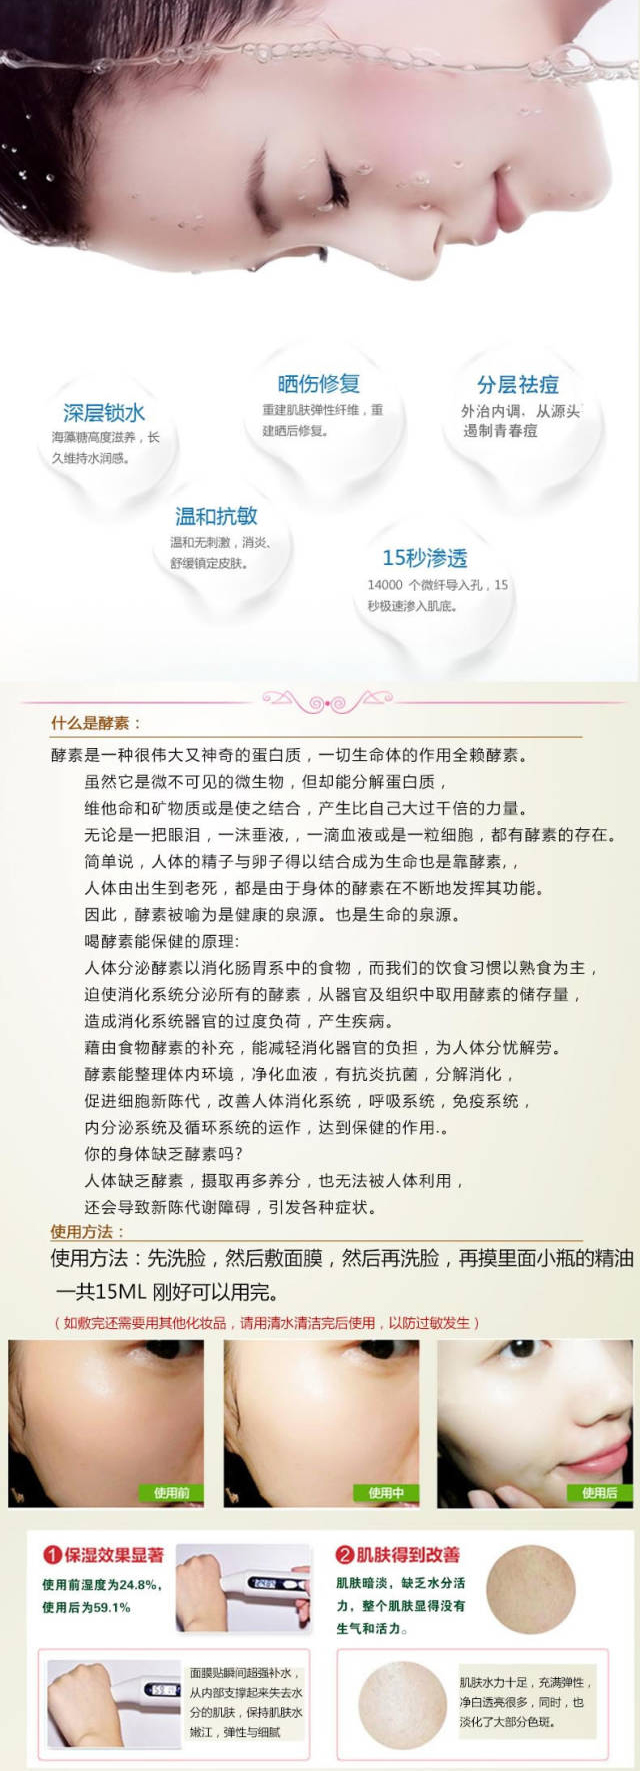 深层锁水
海藻糖高度滋养，长
久维持水润感。
晒伤修复
重建肌肤弹性纤维，重
建晒后修复。
分层祛痘
外治内调，从源头
遏制青春痘
温和抗敏
温和无刺激，消炎、
舒缓镇定皮肤。
15秒渗透
14000 个微纤导入孔，15
秒极速渗入肌底。
什么是酵素：
酵素是一种很伟大又神奇的蛋白质，一切生命体的作用全赖酵素。
虽然它是微不可见的微生物，但却能分解蛋白质，
维他命和矿物质或是使之结合，产生比自己大过千倍的力量。
无论是一把眼泪，一沫垂液,，一滴血液或是一粒细胞，都有酵素的存在。
简单说，人体的精子与卵子得以结合成为生命也是靠酵素,，
人体由出生到老死，都是由于身体的酵素在不断地发挥其功能。
因此，酵素被喻为是健康的泉源。也是生命的泉源。
喝酵素能保健的原理:
人体分泌酵素以消化肠胃系中的食物，而我们的饮食习惯以熟食为主，
迫使消化系统分泌所有的酵素，从器官及组织中取用酵素的储存量，
造成消化系统器官的过度负荷，产生疾病。
藉由食物酵素的补充，能减轻消化器官的负担，为人体分忧解劳。
酵素能整理体内环境，净化血液，有抗炎抗菌，分解消化，
促进细胞新陈代，改善人体消化系统，呼吸系统，免疫系统，
内分泌系统及循环系统的运作，达到保健的作用.。
你的身体缺乏酵素吗?
人体缺乏酵素，摄取再多养分，也无法被人体利用，
还会导致新陈代谢障碍，引发各种症状。
使用方法：
使用方法：先洗脸，然后敷面膜，然后再洗脸，再摸里面小瓶的精油
一共15ML 刚好可以用完。
（如敷完还需要用其他化妆品，请用清水清洁完后使用，以防过敏发生）
使用前
使用中
使用后
1保湿效果显著
使用前湿度为24.8%，
使用后为59.1%
2肌肤得到改善
肌肤暗淡，缺乏水分活
力，整个肌肤显得没有
生气和活力。
面膜贴瞬间超强补水，
从内部支撑起来失去水
分的肌肤，保持肌肤水
嫩江，弹性与细腻
肌肤水力十足，充满弹性，
净白透亮很多，同时，也
淡化了大部分色斑。